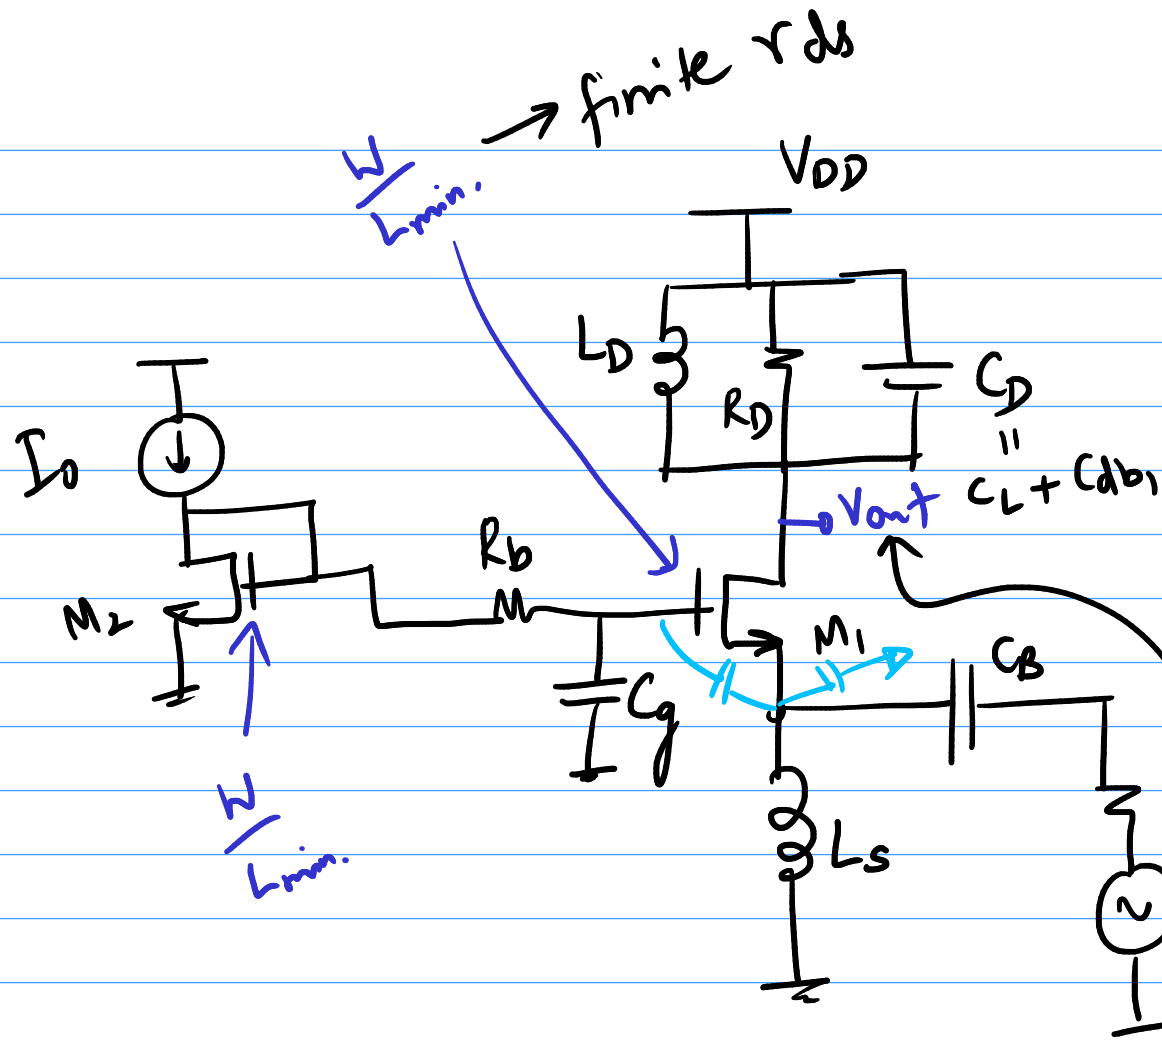 → finite rds
W/Lmin.
VDD
LD
RD
CD
=
CL + Cdb1
I0
Vout
Rb
M2
M1
CB
Cg
W/Lmin.
Ls
~